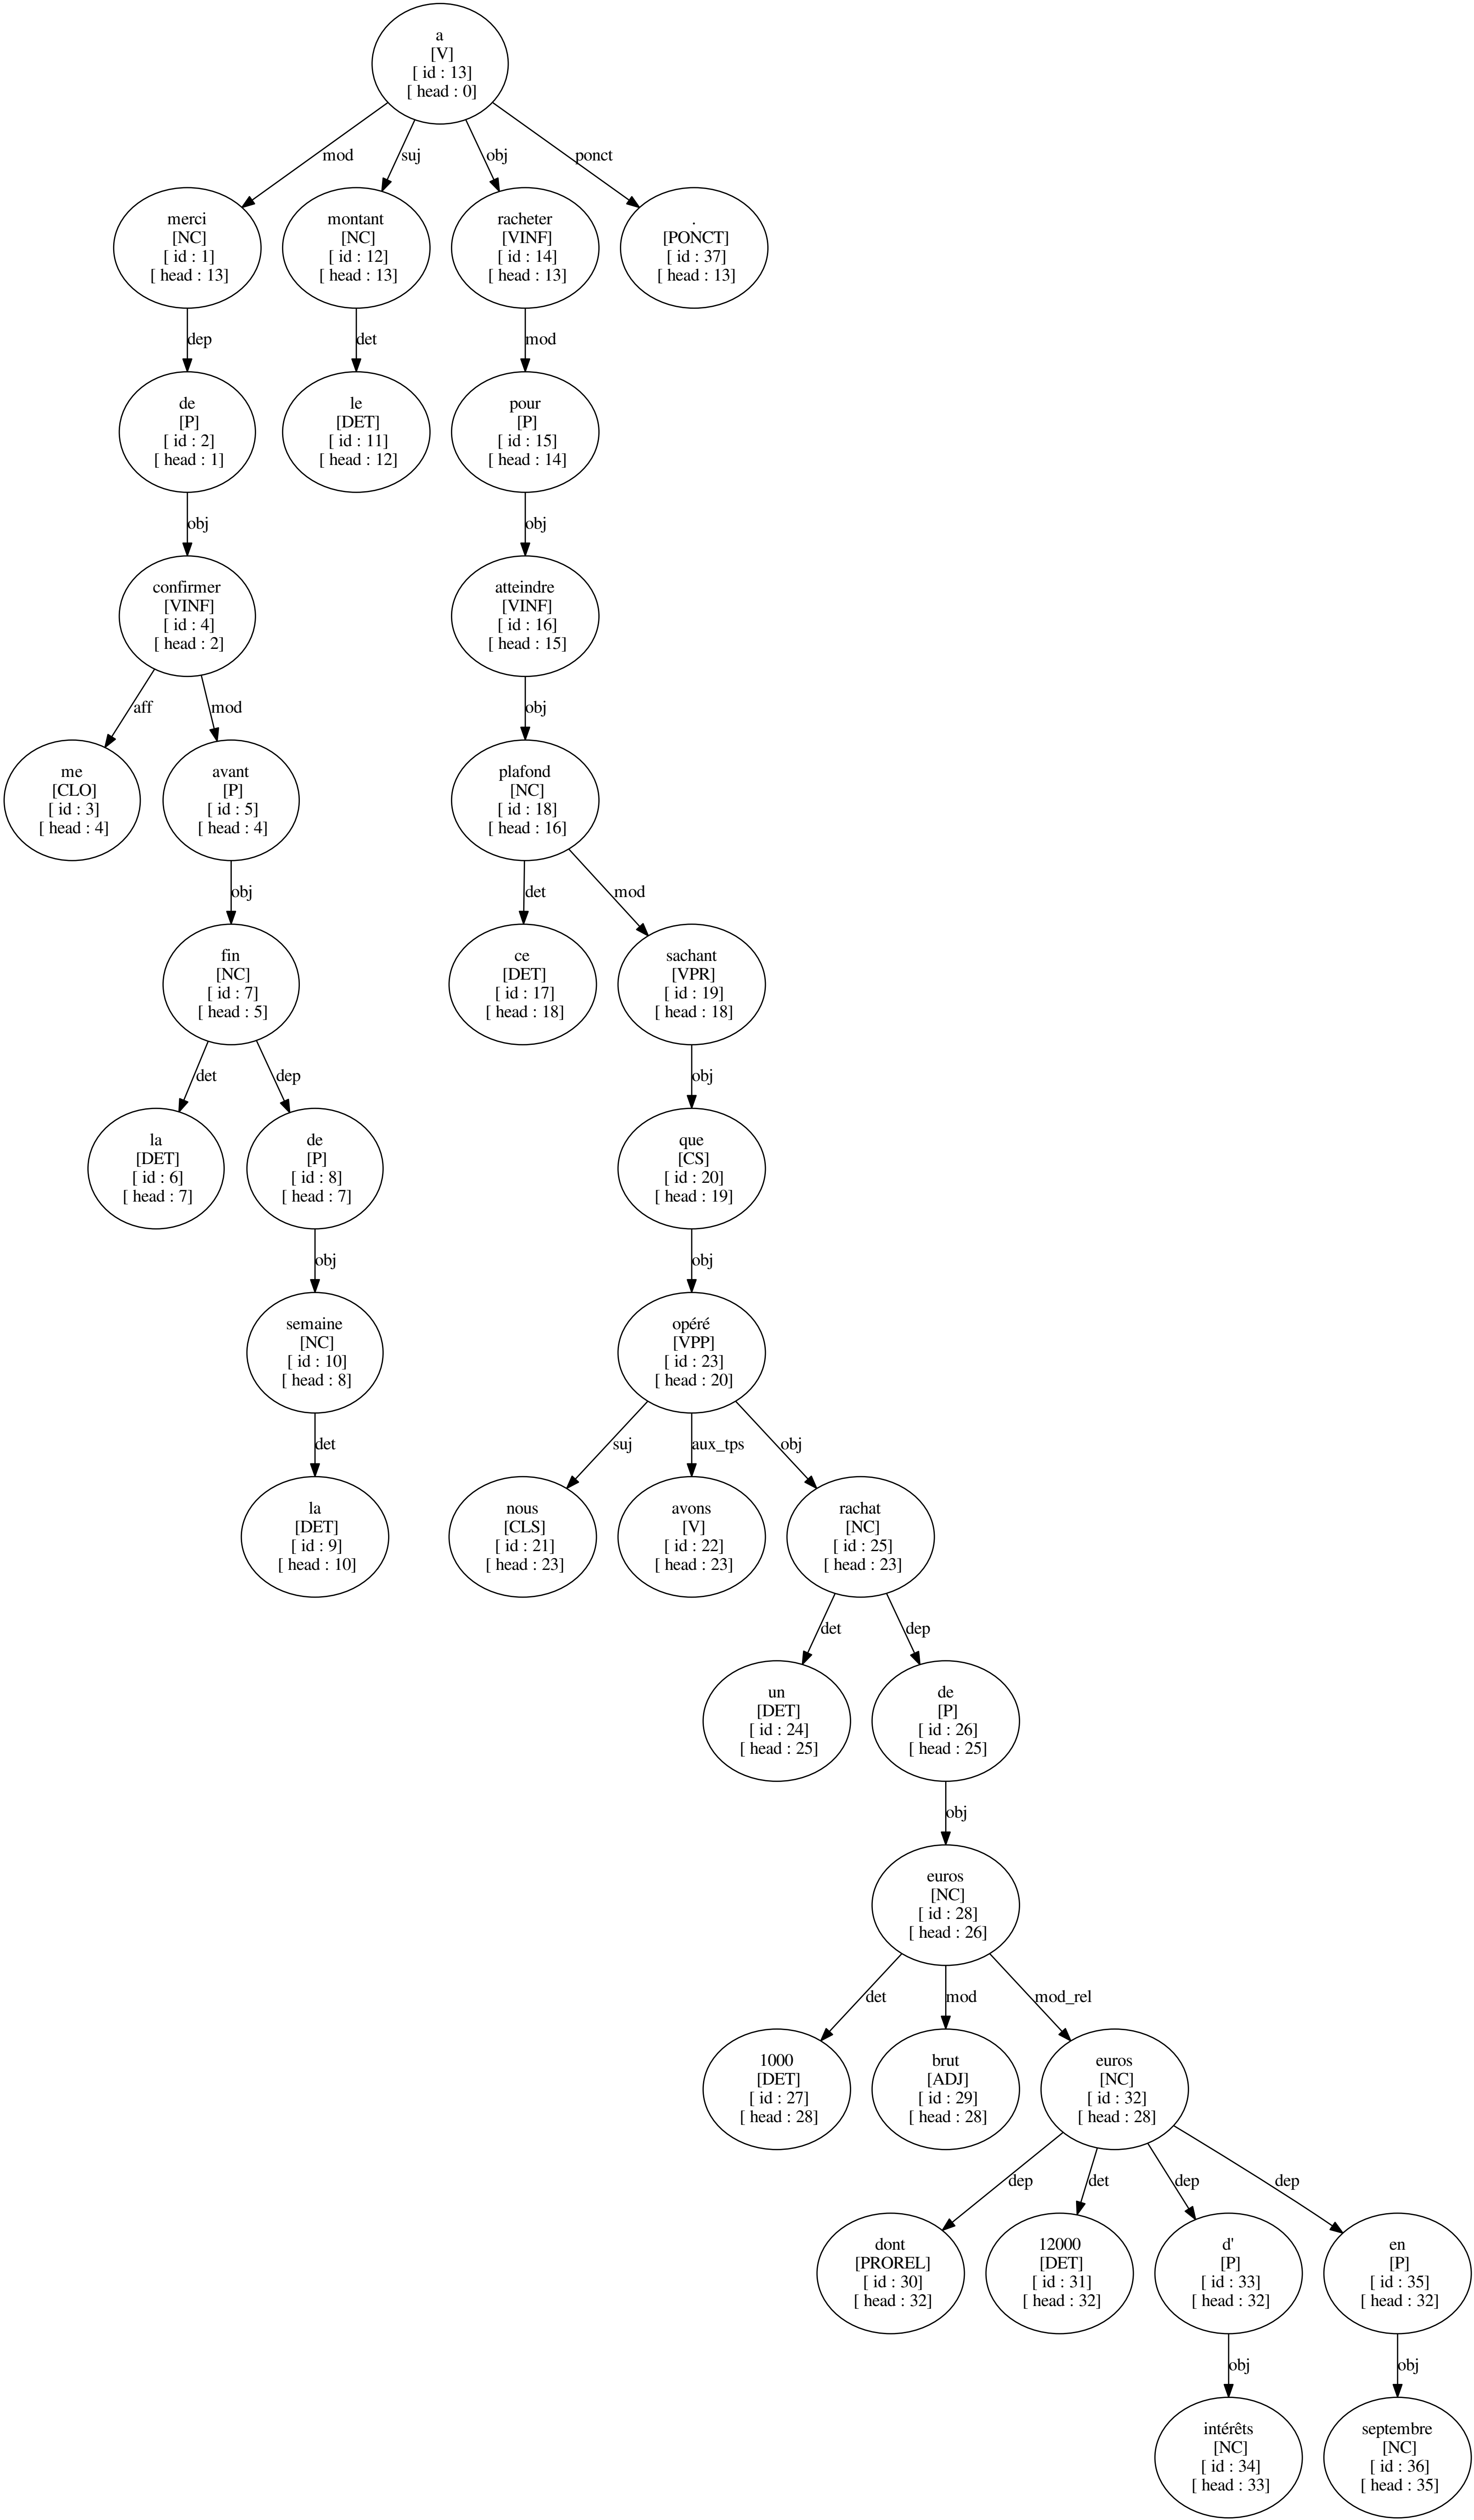 a
[V]
[ id : 13]
[ head : 0]
mod
suj
obj
ponct
merci
[NC]
[ id : 1]
[ head : 13]
montant
[NC]
[ id : 12]
[ head : 13]
racheter
[VINF]
[ id : 14]
[ head : 13]
.
[PONCT]
[ id : 37]
[ head : 13]
dep
det
mod
de
[P]
[ id : 2]
[ head : 1]
le
[DET]
[ id : 11]
[ head : 12]
pour
[P]
[ id : 15]
[ head : 14]
obj
obj
confirmer
[VINF]
[ id : 4]
[ head : 2]
atteindre
[VINF]
[ id : 16]
[ head : 15]
aff
mod
obj
me
[CLO]
[ id : 3]
[ head : 4]
avant
[P]
[ id : 5]
[ head : 4]
plafond
[NC]
[ id : 18]
[ head : 16]
obj
det
mod
fin
[NC]
[ id : 7]
[ head : 5]
ce
[DET]
[ id : 17]
[ head : 18]
sachant
[VPR]
[ id : 19]
[ head : 18]
det
dep
obj
la
[DET]
[ id : 6]
[ head : 7]
de
[P]
[ id : 8]
[ head : 7]
que
[CS]
[ id : 20]
[ head : 19]
obj
obj
semaine
[NC]
[ id : 10]
[ head : 8]
opéré
[VPP]
[ id : 23]
[ head : 20]
det
suj
aux_tps
obj
la
[DET]
[ id : 9]
[ head : 10]
nous
[CLS]
[ id : 21]
[ head : 23]
avons
[V]
[ id : 22]
[ head : 23]
rachat
[NC]
[ id : 25]
[ head : 23]
det
dep
un
[DET]
[ id : 24]
[ head : 25]
de
[P]
[ id : 26]
[ head : 25]
obj
euros
[NC]
[ id : 28]
[ head : 26]
det
mod
mod_rel
1000
[DET]
[ id : 27]
[ head : 28]
brut
[ADJ]
[ id : 29]
[ head : 28]
euros
[NC]
[ id : 32]
[ head : 28]
dep
det
dep
dep
dont
[PROREL]
[ id : 30]
[ head : 32]
12000
[DET]
[ id : 31]
[ head : 32]
d'
[P]
[ id : 33]
[ head : 32]
en
[P]
[ id : 35]
[ head : 32]
obj
obj
intérêts
[NC]
[ id : 34]
[ head : 33]
septembre
[NC]
[ id : 36]
[ head : 35]